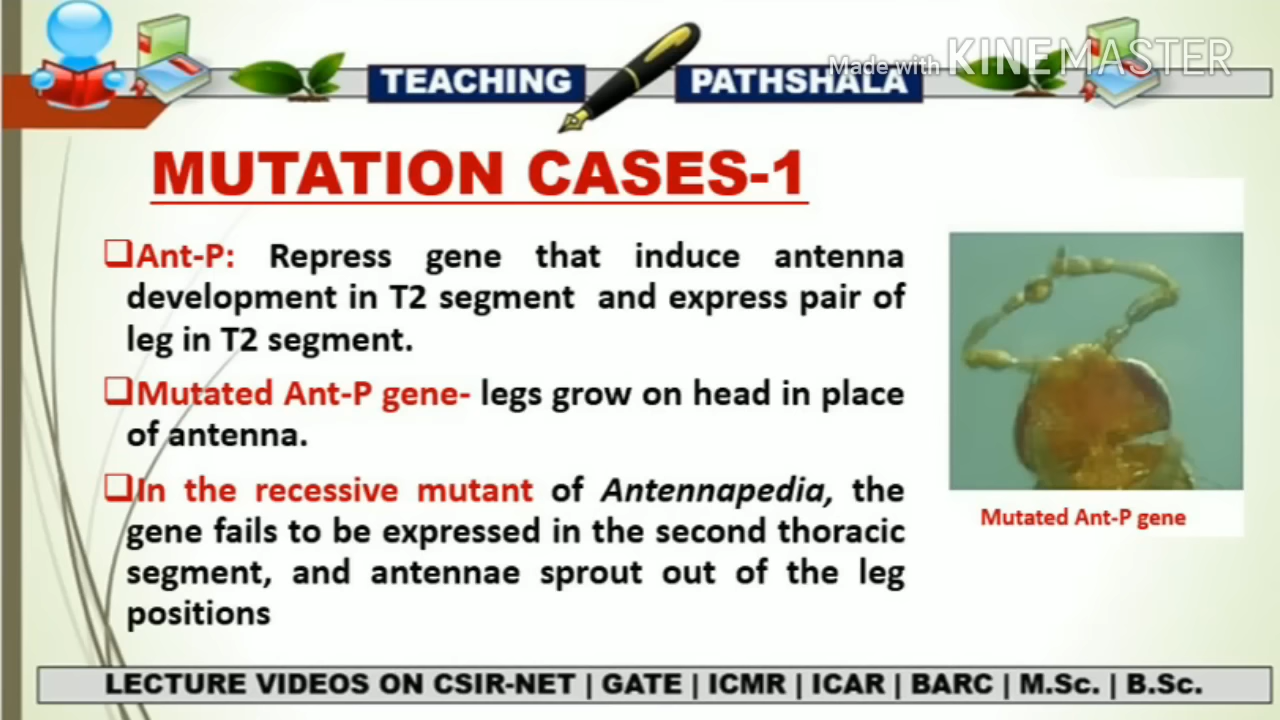 TEACHING PATHSHALA
Made with KINEMASTER
MUTATION CASES-1
Ant-P: Repress gene that induce antenna
development in T2 segment and express pair of
leg in T2 segment.
Mutated Ant-P gene- legs grow on head in place
of antenna.
In the recessive mutant of Antennapedia, the
gene fails to be expressed in the second thoracic
segment, and antennae sprout out of the leg
positions
Mutated Ant-P gene
LECTURE VIDEOS ON CSIR-NET | GATE | ICMR | ICAR | BARC | M.Sc. | B.Sc.